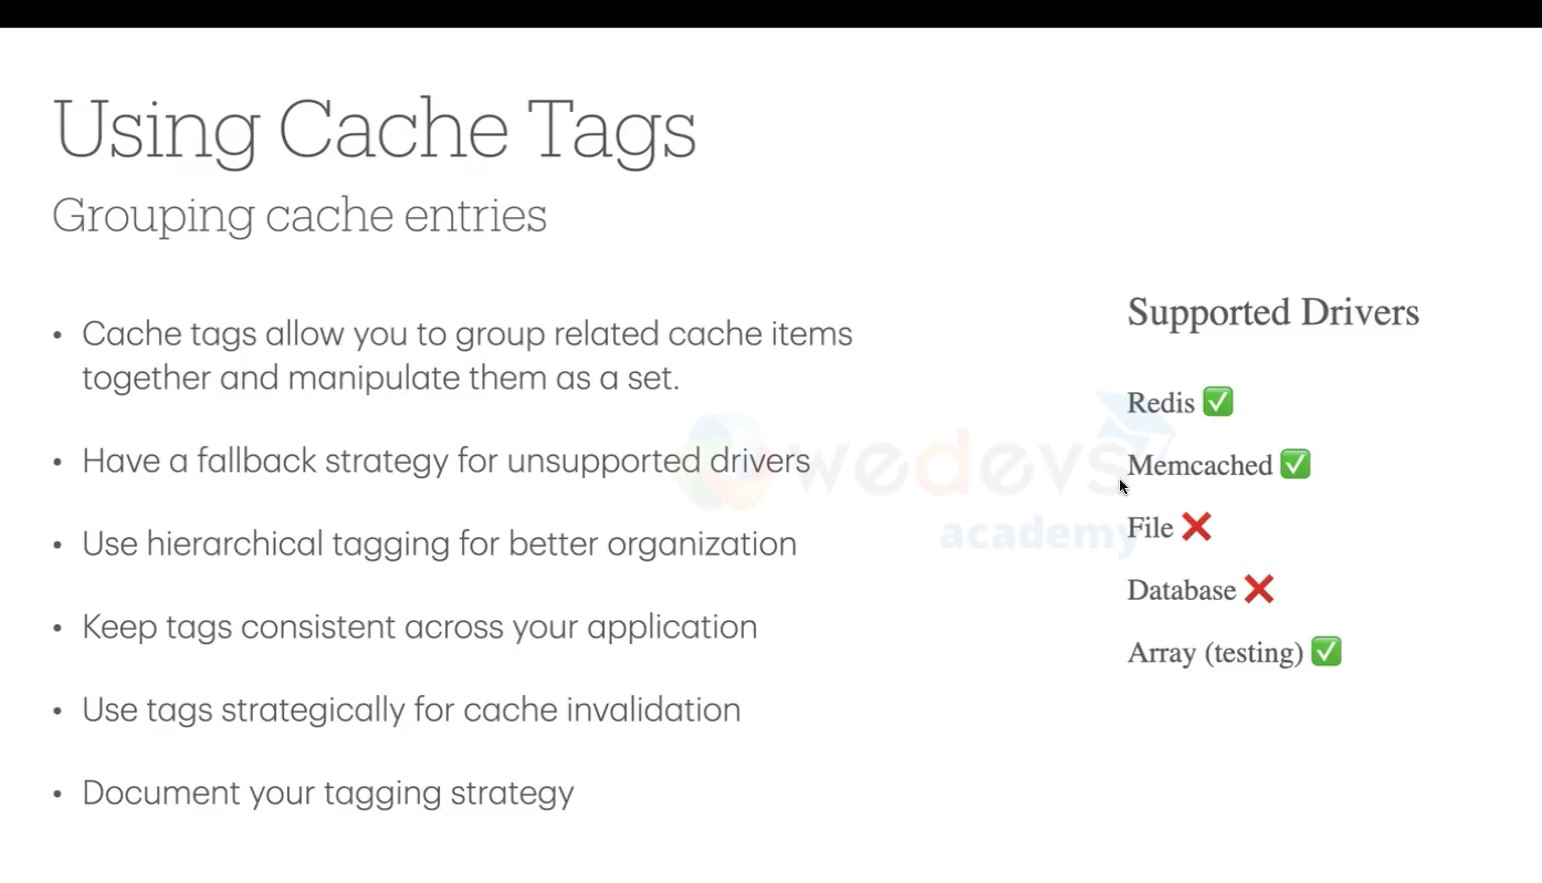 Using Cache Tags
Grouping cache entries
• Cache tags allow you to group related cache items
together and manipulate them as a set.
• Have a fallback strategy for unsupported drivers
• Use hierarchical tagging for better organization
• Keep tags consistent across your application
• Use tags strategically for cache invalidation
• Document your tagging strategy
Supported Drivers
Redis ✅
Memcached ✅
File ❌
Database ❌
Array (testing) ✅
wedevs
academy